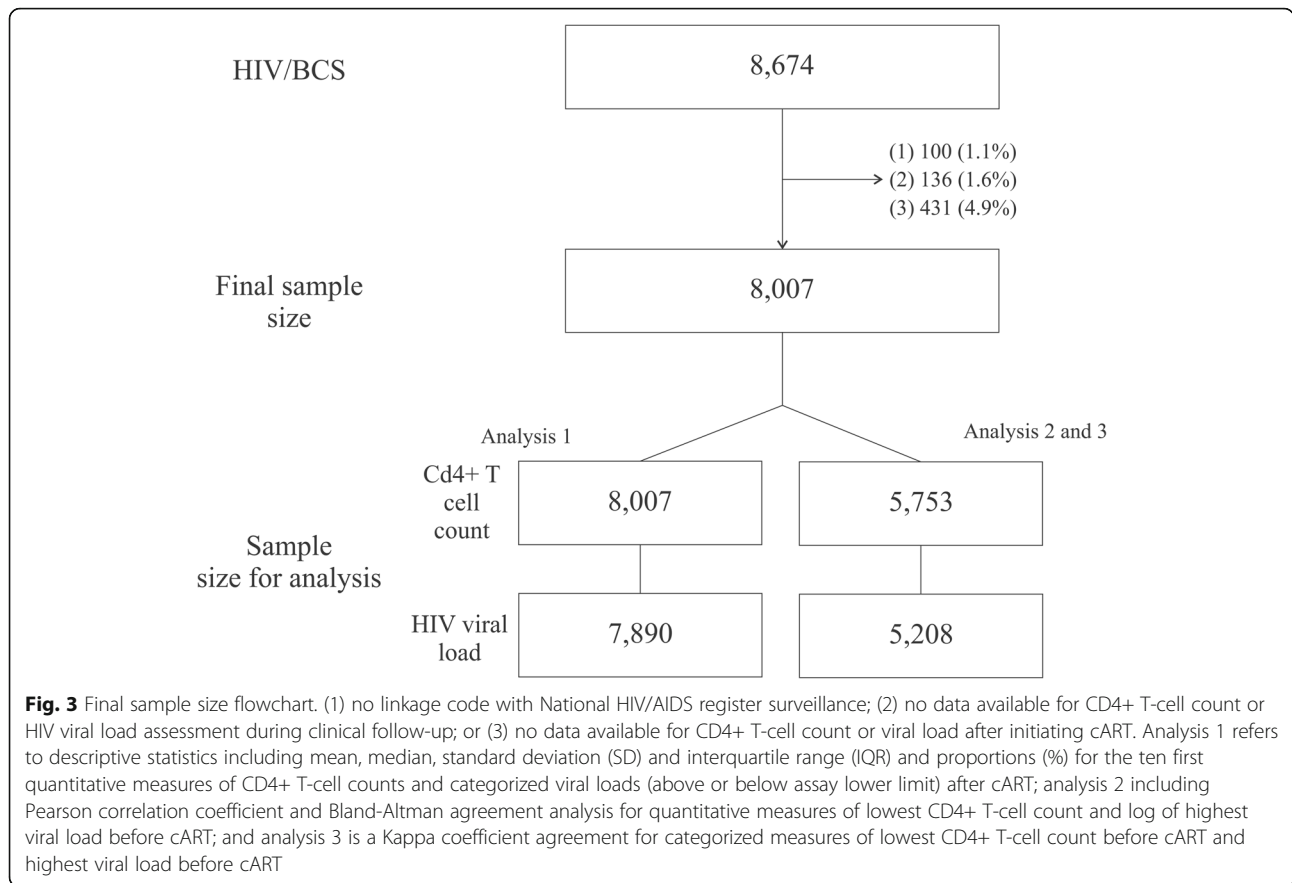 HIV/BCS
8,674
(1) 100 (1.1%)
(2) 136 (1.6%)
(3) 431 (4.9%)
Final sample
size
8,007
Analysis 1
Analysis 2 and 3
Cd4+ T
cell
count
8,007
5,753
Sample
size for analysis
HIV viral
load
7,890
5,208
Fig. 3 Final sample size flowchart. (1) no linkage code with National HIV/AIDS register surveillance; (2) no data available for CD4+ T-cell count or
HIV viral load assessment during clinical follow-up; or (3) no data available for CD4+ T-cell count or viral load after initiating cART. Analysis 1 refers
to descriptive statistics including mean, median, standard deviation (SD) and interquartile range (IQR) and proportions (%) for the ten first
quantitative measures of CD4+ T-cell counts and categorized viral loads (above or below assay lower limit) after cART; analysis 2 including
Pearson correlation coefficient and Bland-Altman agreement analysis for quantitative measures of lowest CD4+ T-cell count and log of highest
viral load before cART; and analysis 3 is a Kappa coefficient agreement for categorized measures of lowest CD4+ T-cell count before cART and
highest viral load before cART